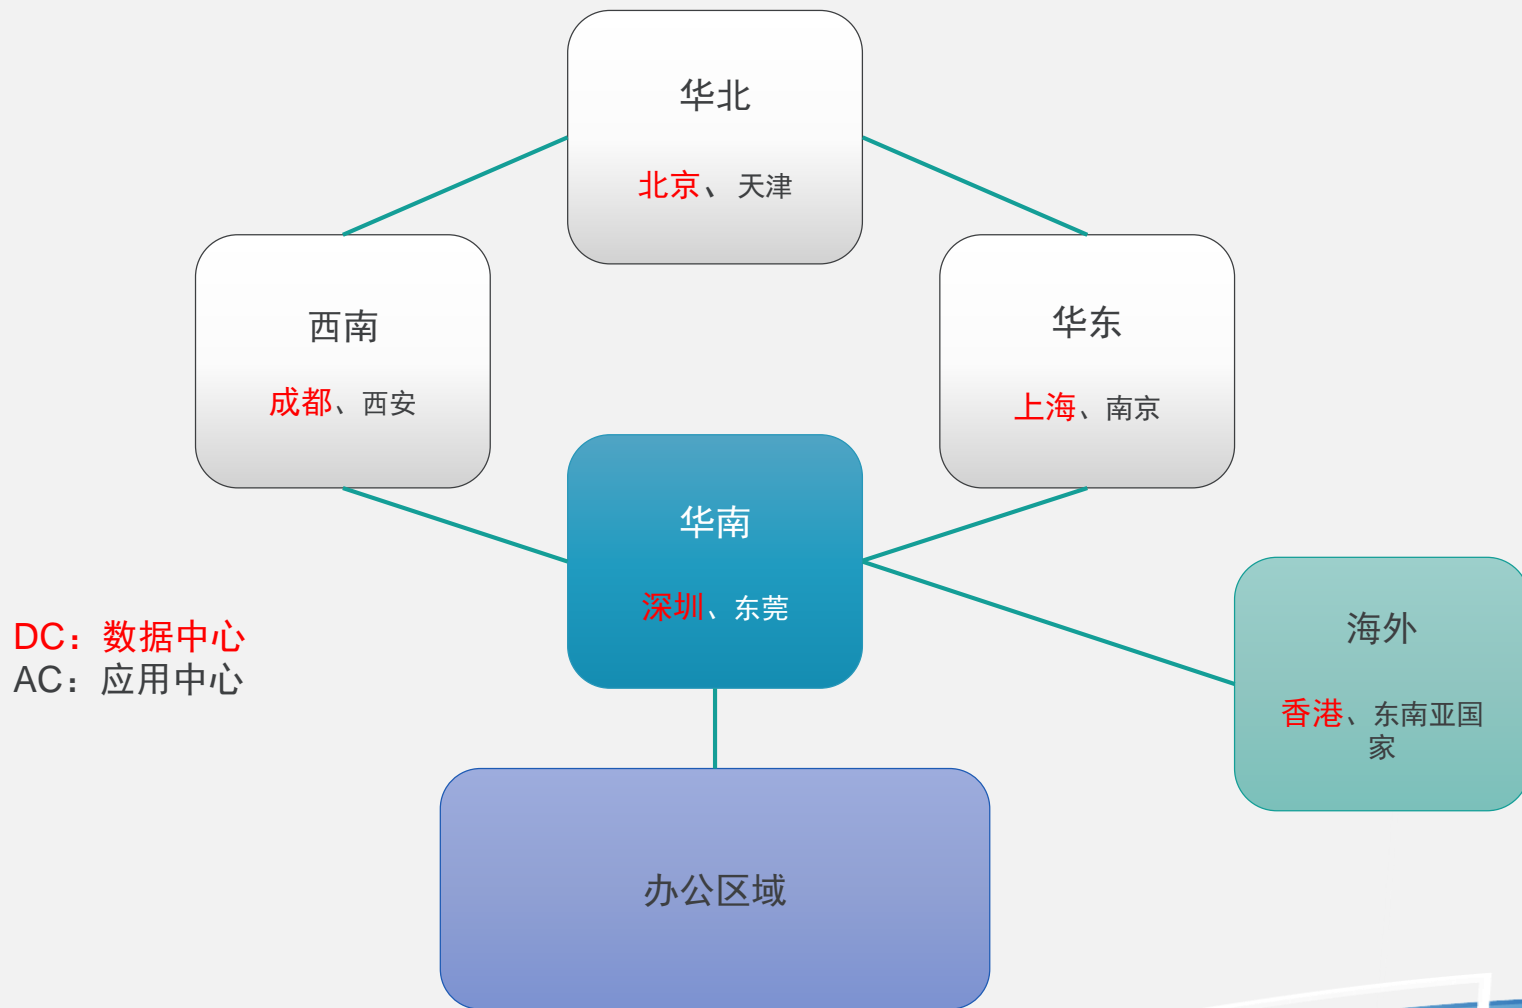 华北
北京、天津
西南
成都、西安
华东
上海、南京
华南
深圳、东莞
DC：数据中心
AC：应用中心
海外
香港、东南亚国
家
办公区域